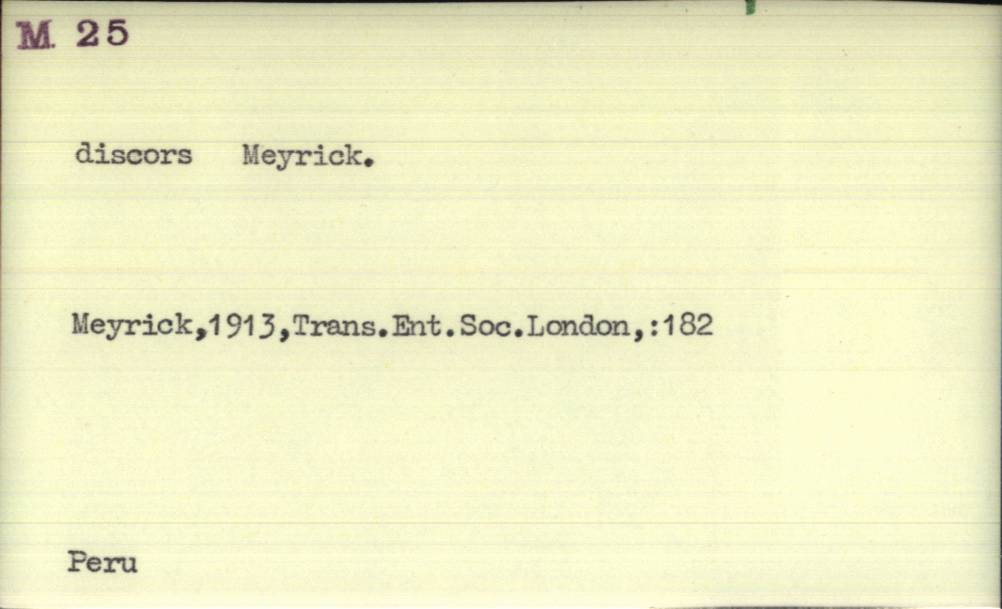 M 25
discors Meyrick.
Meyrick,1913,Trans.Ent.Soc.London,:182
Peru